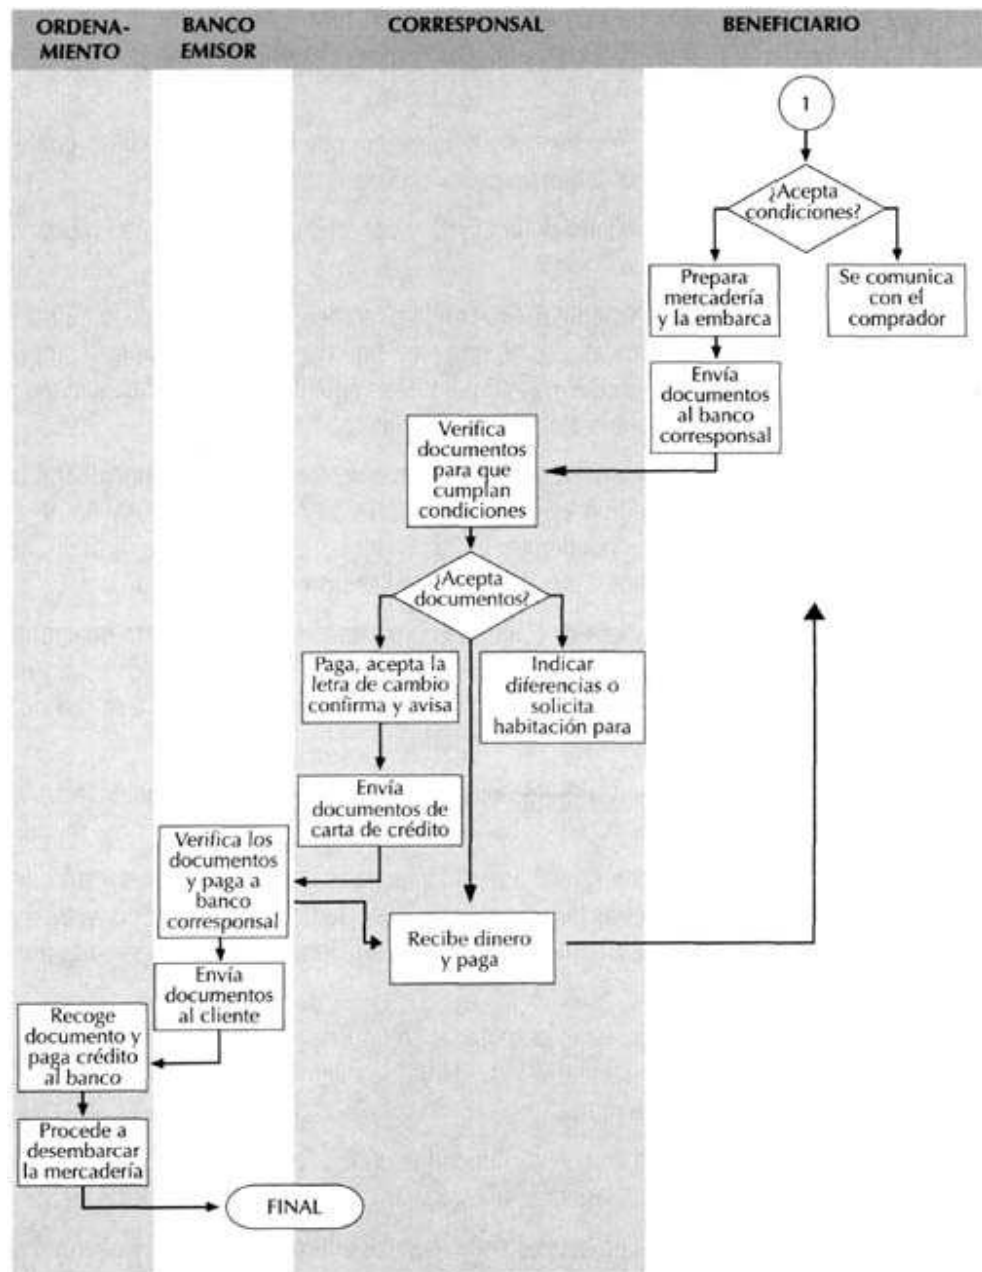 ORDENA-
MIENTO
BANCO
EMISOR
CORRESPONSAL
BENEFICIARIO
1
¿Acepta
condiciones?
Prepara
mercadería
y la embarca
Se comunica
con el
comprador
Envía
documentos
al banco
corresponsal
Verifica
documentos
para que
cumplan
condiciones
¿Acepta
documentos?
Paga, acepta la
letra de cambio
confirma y avisa
Indicar
diferencias o
solicita
habitación para
Envía
documentos de
carta de crédito
Verifica los
documentos
y paga a
banco
corresponsal
Recibe dinero
y paga
Envía
documentos
al cliente
Recoge
documento y
paga crédito
al banco
Procede a
desembarcar
la mercadería
FINAL